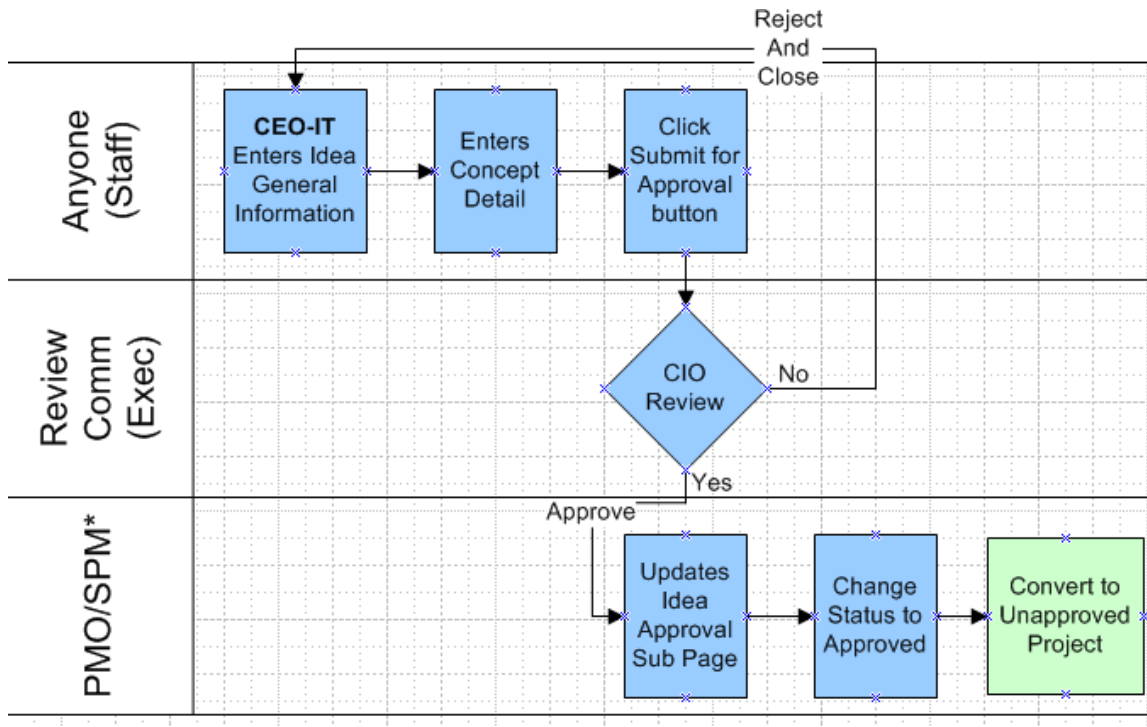 Reject
And
Close
Anyone
(Staff)
CEO-IT
Enters Idea
General
Information
Enters
Concept
Detail
Click
Submit for
Approval
button
Review
Comm
(Exec)
CIO
Review
No
Yes
Approve
PMO/SPM*
Updates
Idea
Approval
Sub Page
Change
Status to
Approved
Convert to
Unapproved
Project